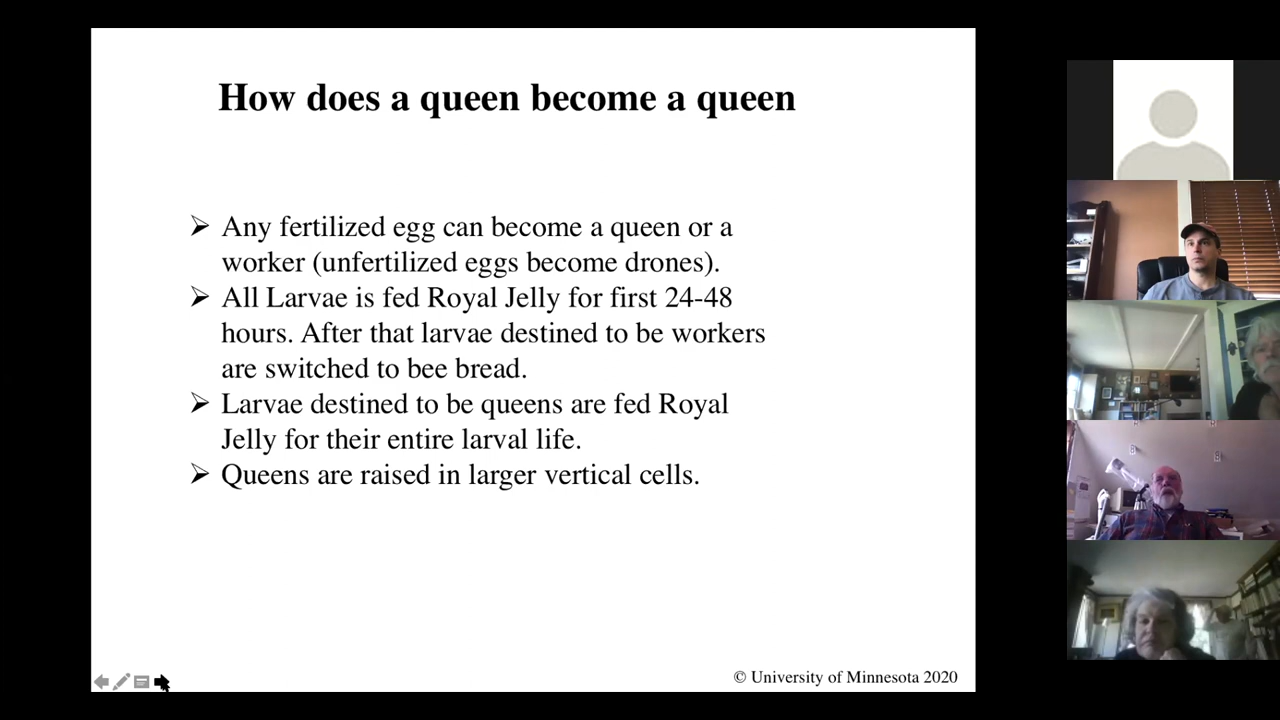 How does a queen become a queen
Any fertilized egg can become a queen or a
worker (unfertilized eggs become drones).
All Larvae is fed Royal Jelly for first 24-48
hours. After that larvae destined to be workers
are switched to bee bread.
Larvae destined to be queens are fed Royal
Jelly for their entire larval life.
Queens are raised in larger vertical cells.
© University of Minnesota 2020